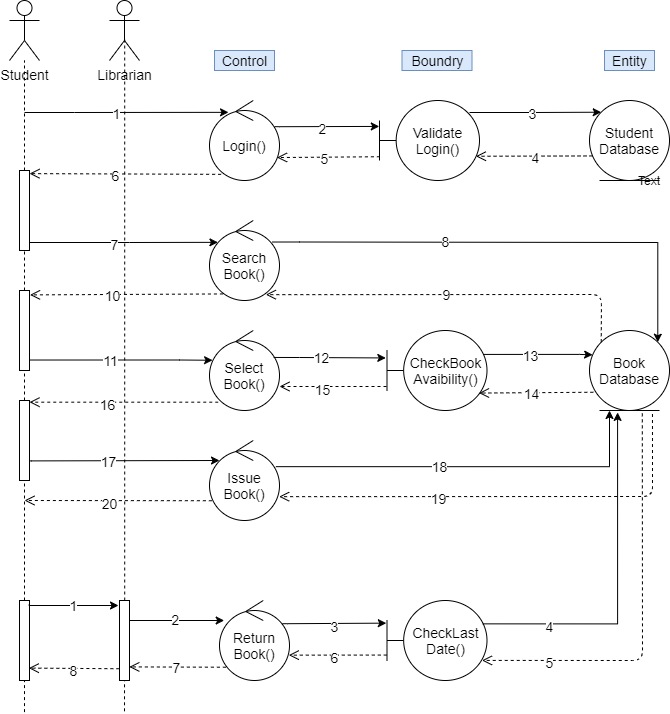 Student
Librarian
Control
Boundry
Entity
1
2
3
Login()
Validate
Login()
Student
Database
Text
4
5
6
7
8
Search
Book()
9
10
11
12
13
Select
Book()
CheckBook
Avaibility()
Book
Database
14
15
16
17
18
Issue
Book()
19
20
1
2
3
4
Return
Book()
CheckLast
Date()
5
6
7
8